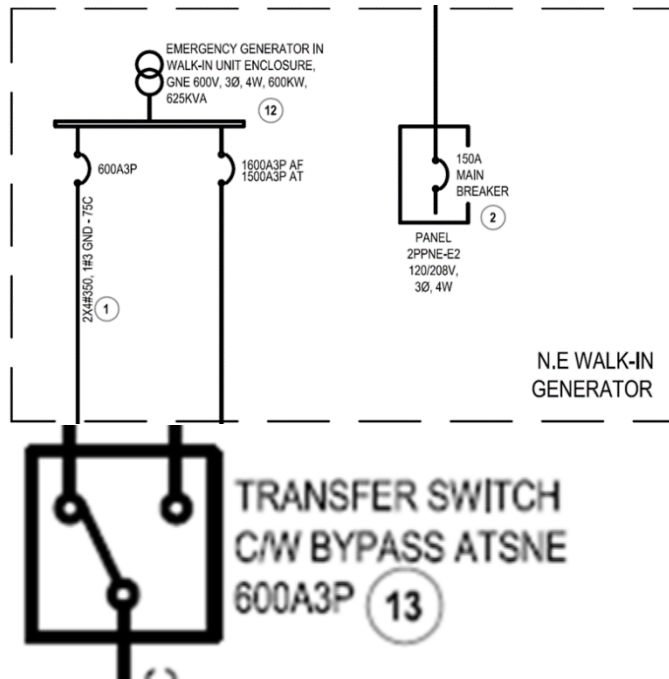 EMERGENCY GENERATOR IN
WALK-IN UNIT ENCLOSURE,
GNE 600V, 3Ø, 4W, 600KW,
625KVA
12
600A3P
1600A3P AF
1500A3P AT
2X4#350, 1#3 GND - 75C
1
150A
MAIN
BREAKER
2
PANEL
2PPNE-E2
120/208V,
3Ø, 4W
N.E WALK-IN
GENERATOR
TRANSFER SWITCH
C/W BYPASS ATSNE
600A3P
13